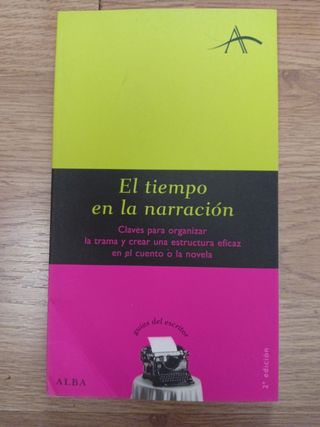 El tiempo
en la narración
Claves para organizar
la trama y crear una estructura eficaz
en el cuento o la novela
guías del escritor
ALBA
2ª edición